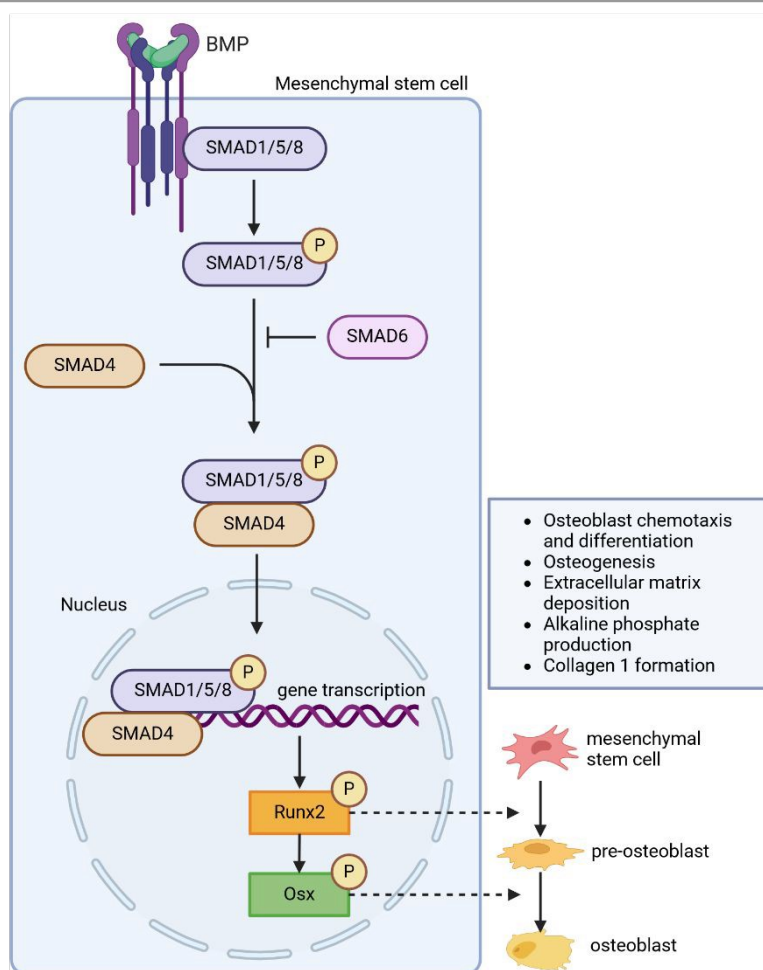 BMP
Mesenchymal stem cell
SMAD1/5/8
P
SMAD1/5/8
SMAD6
SMAD4
P
SMAD1/5/8
SMAD4
• Osteoblast chemotaxis
and differentiation
• Osteogenesis
• Extracellular matrix
deposition
• Alkaline phosphate
production
• Collagen 1 formation
Nucleus
P
SMAD1/5/8
gene transcription
SMAD4
mesenchymal
stem cell
P
Runx2
pre-osteoblast
P
Osx
osteoblast